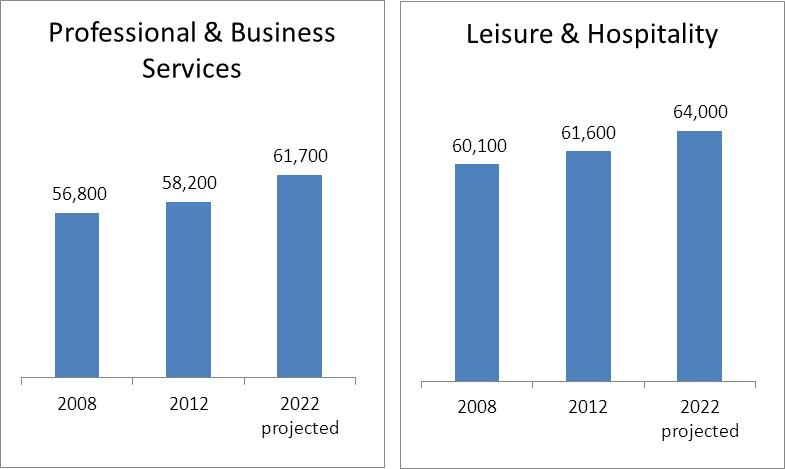 Professional & Business
Services
61,700
58,200
56,800
2008
2012
2022
projected
Leisure & Hospitality
64,000
61,600
60,100
2008
2012
2022
projected